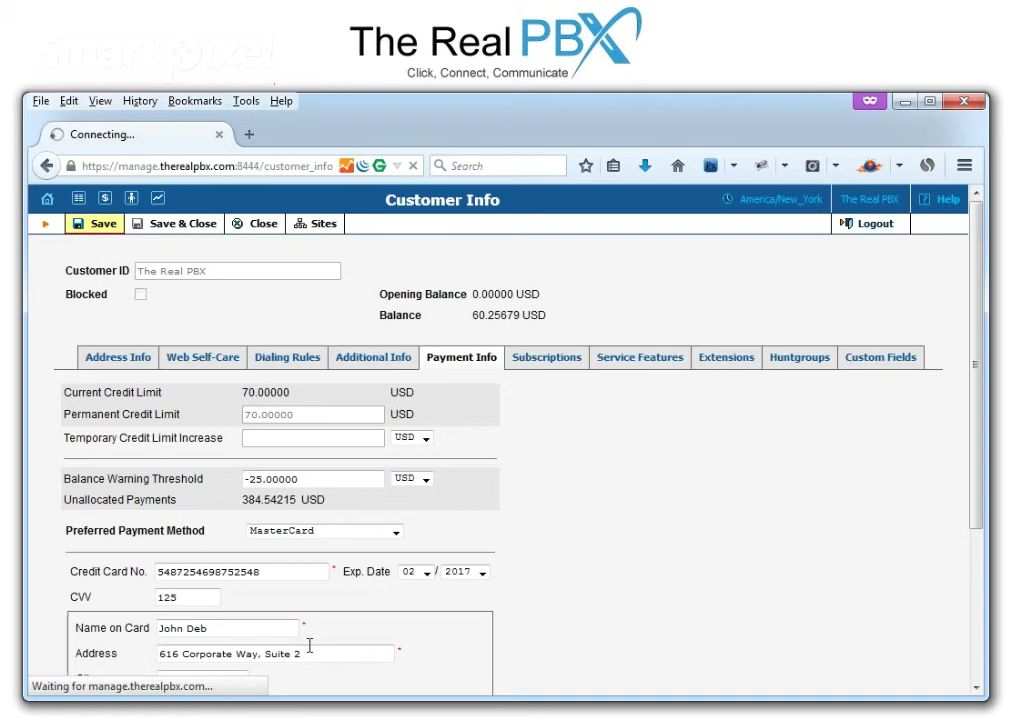 The Real PBX
Click, Connect, Communicate
Smart pixel
File Edit View History Bookmarks Tools Help
Connecting...
https://manage.therealpbx.com:8444/customer_info Search
Customer Info America/New_York The Real PBX ? Help
Save Save & Close Close Sites Logout
Customer ID The Real PBX
Blocked Opening Balance 0.00000 USD
Balance 60.25679 USD
Address Info Web Self-Care Dialing Rules Additional Info Payment Info Subscriptions Service Features Extensions Huntgroups Custom Fields
Current Credit Limit 70.00000 USD
Permanent Credit Limit 70.00000 USD
Temporary Credit Limit Increase USD
Balance Warning Threshold -25.00000 USD
Unallocated Payments 384.54215 USD
Preferred Payment Method MasterCard
Credit Card No. 5487254698752548 * Exp. Date 02 / 2017
CVV 125
Name on Card John Deb *
Address 616 Corporate Way, Suite 2 *
Waiting for manage.therealpbx.com...